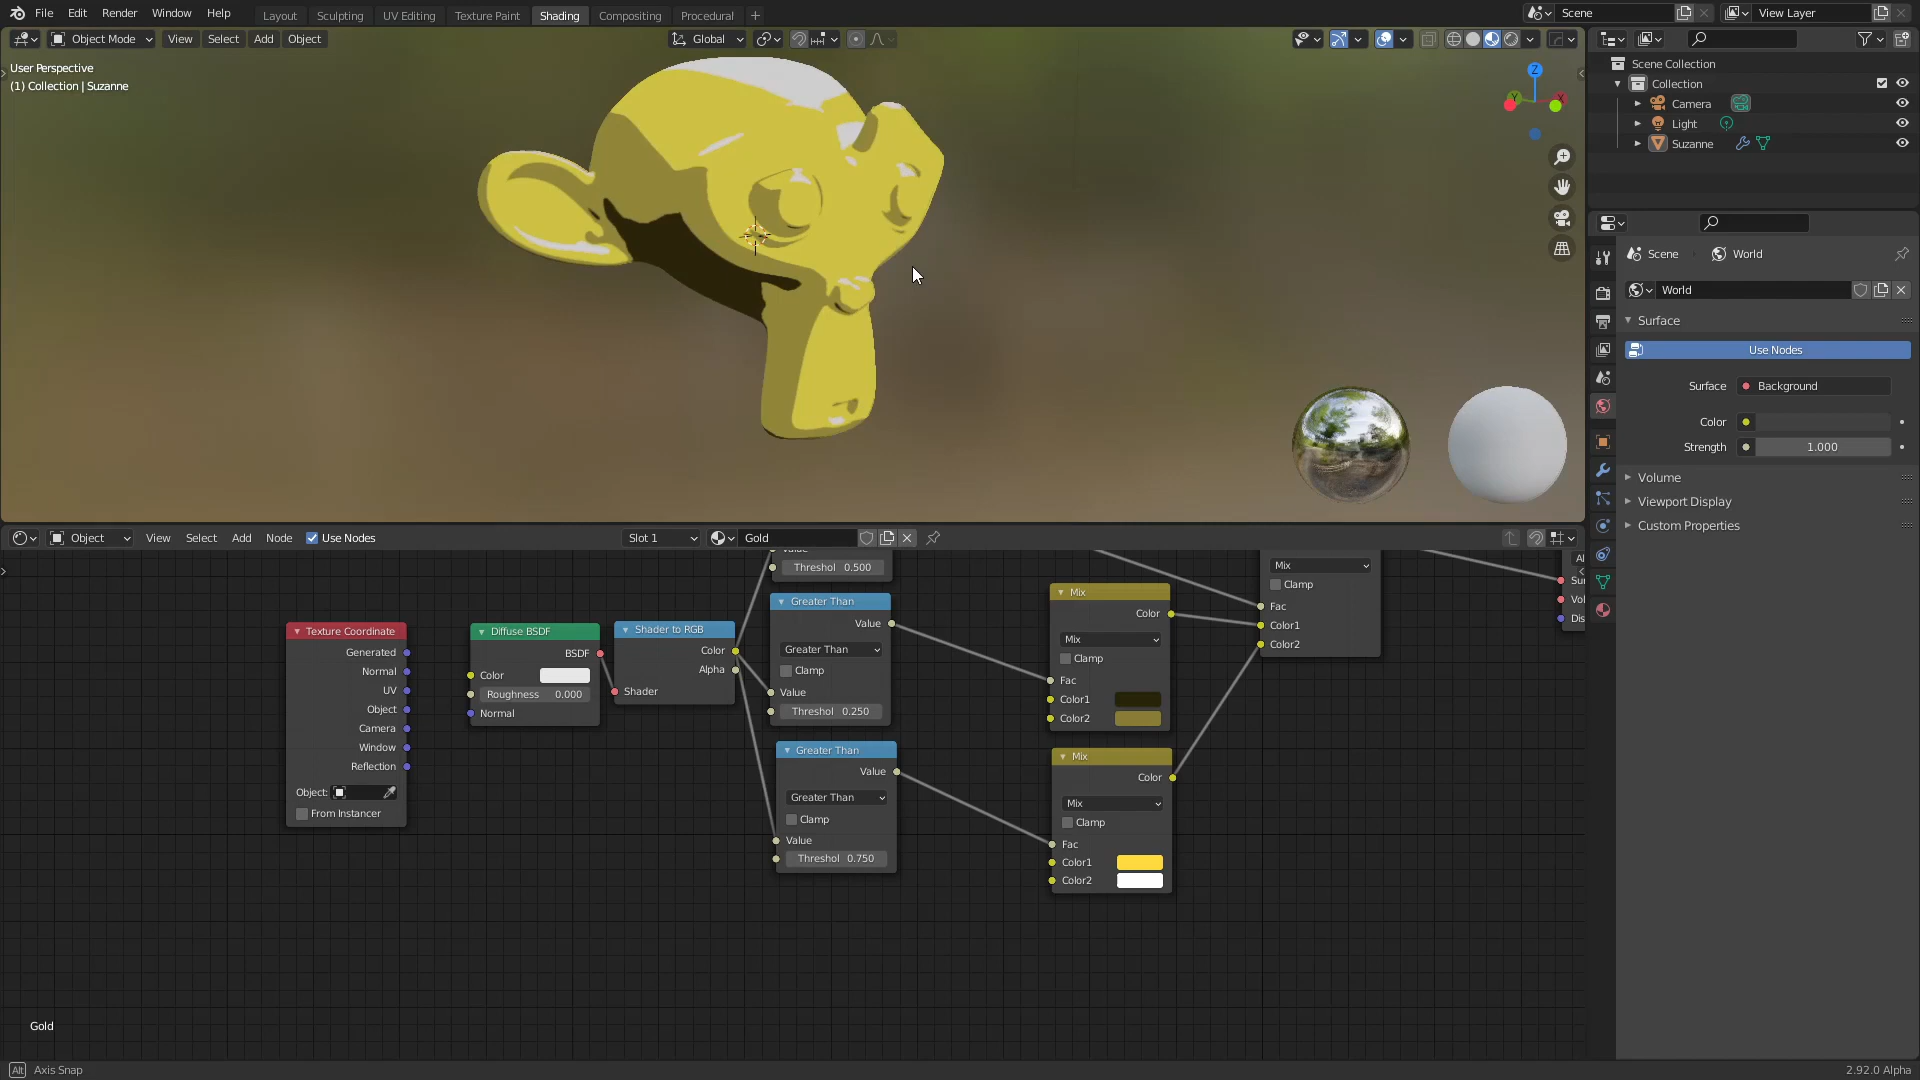 File Edit Render Window Help Layout Sculpting UV Editing Texture Paint Shading Compositing Procedural + Scene View Layer
Object Mode View Select Add Object Global
User Perspective
(1) Collection | Suzanne
Z
Y
X
Scene Collection
Collection
Camera
Light
Suzanne
Scene World
World
Surface
Use Nodes
Surface Background
Color
Strength 1.000
Volume
Viewport Display
Custom Properties
Object View Select Add Node Use Nodes Slot 1 Gold
Value
Threshol 0.500
Greater Than
Value
Greater Than
Clamp
Value
Threshol 0.250
Greater Than
Value
Greater Than
Clamp
Value
Threshol 0.750
Texture Coordinate
Generated
Normal
UV
Object
Camera
Window
Reflection
Object:
From Instancer
Diffuse BSDF
BSDF
Color
Roughness 0.000
Normal
Shader to RGB
Color
Alpha
Shader
Mix
Color
Mix
Clamp
Fac
Color1
Color2
Mix
Color
Mix
Clamp
Fac
Color1
Color2
Mix
Clamp
Fac
Color1
Color2
Al
Sur
Vol
Dis
Gold
Alt Axis Snap 2.92.0 Alpha